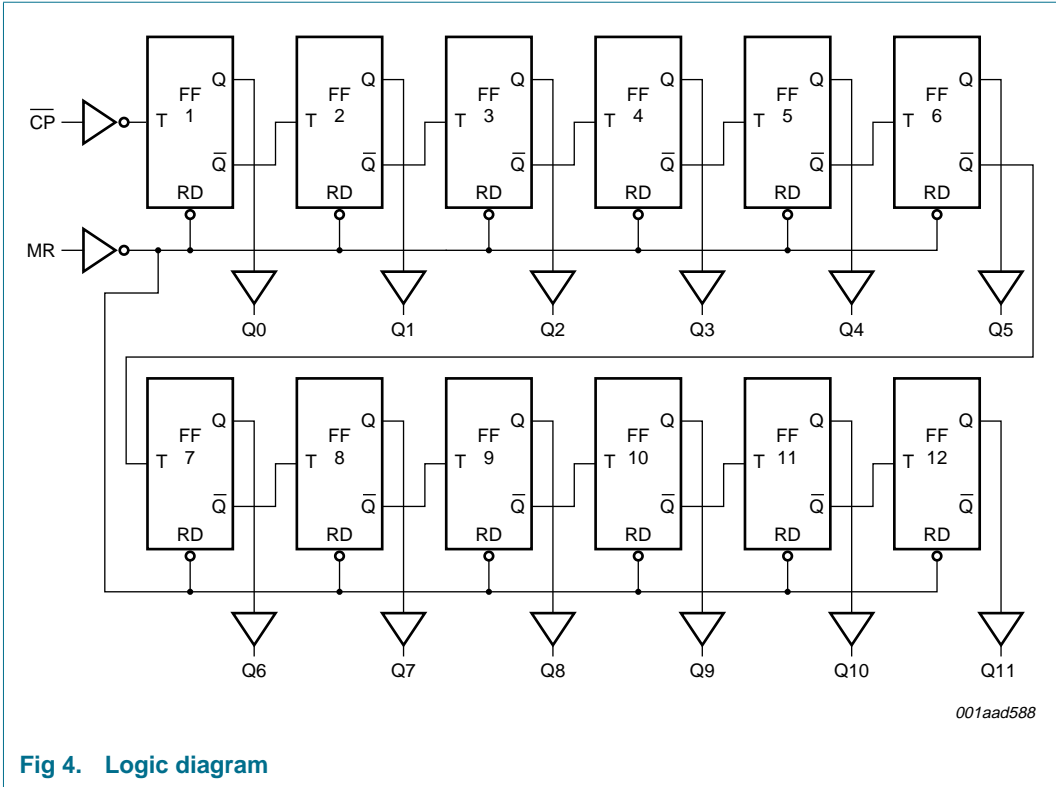 Q Q Q Q Q Q
FF FF FF FF FF FF
1 2 3 4 5 6
C̅P̅ T T T T T T
Q̅ Q̅ Q̅ Q̅ Q̅ Q̅
RD RD RD RD RD RD
MR
Q0 Q1 Q2 Q3 Q4 Q5
Q Q Q Q Q Q
FF FF FF FF FF FF
7 8 9 10 11 12
T T T T T T
Q̅ Q̅ Q̅ Q̅ Q̅ Q̅
RD RD RD RD RD RD
Q6 Q7 Q8 Q9 Q10 Q11
001aad588
Fig 4. Logic diagram